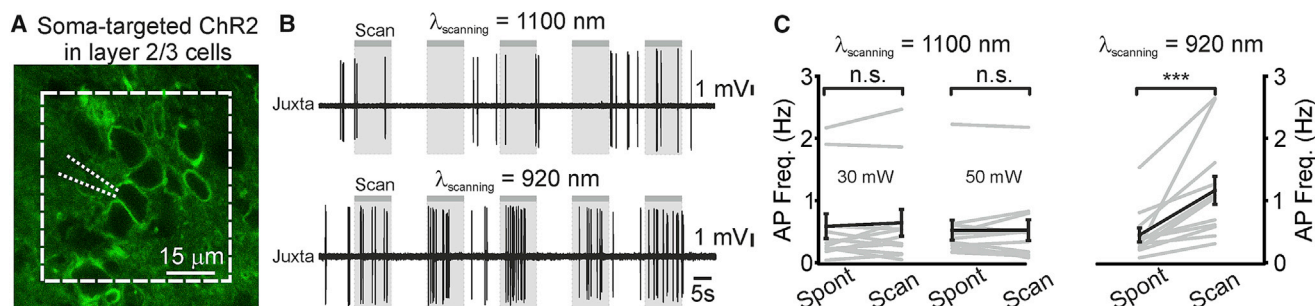 A Soma-targeted ChR2
in layer 2/3 cells
15 μm
B
λscanning = 1100 nm
Scan
Juxta
1 mV
λscanning = 920 nm
Scan
Juxta
1 mV
5s
C
λscanning = 1100 nm
n.s.
n.s.
AP Freq. (Hz)
3
2
1
0
30 mW
50 mW
Spont
Scan
Spont
Scan
λscanning = 920 nm
***
3
2
1
0
AP Freq. (Hz)
Spont
Scan